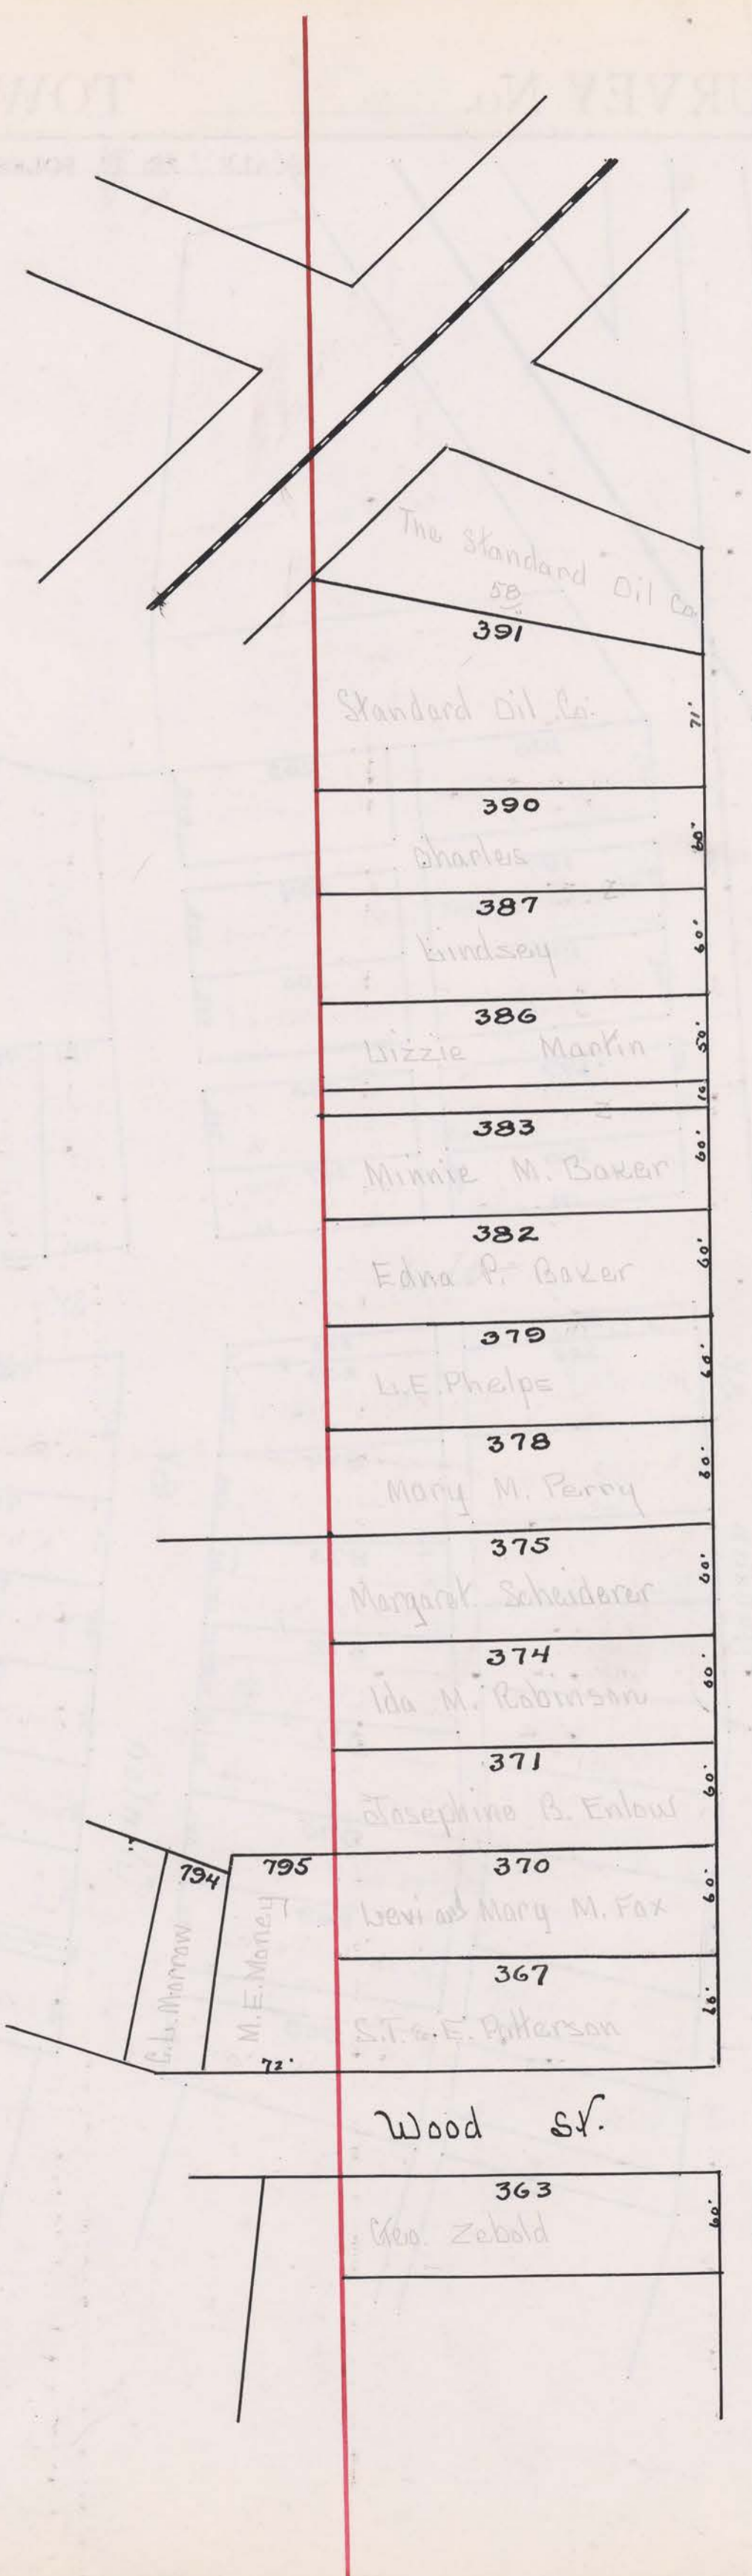 The Standard Oil Co.
58
391
Standard Oil Co.
71'
390
Charles
60'
387
Lindsey
60'
386
Lizzie Martin
50'
10'
383
Minnie M. Baker
60'
382
Edna P. Baker
60'
379
L.E. Phelps
60'
378
Mary M. Perry
60'
375
Margaret Scheiderer
60'
374
Ida M. Robinson
60'
371
Josephine B. Enlow
60'
794
795
370
C.L. Morrow
M.E. Money
Levi and Mary M. Fox
60'
367
S.T. & E. Patterson
72'
Wood St.
363
Geo. Zebold
60'